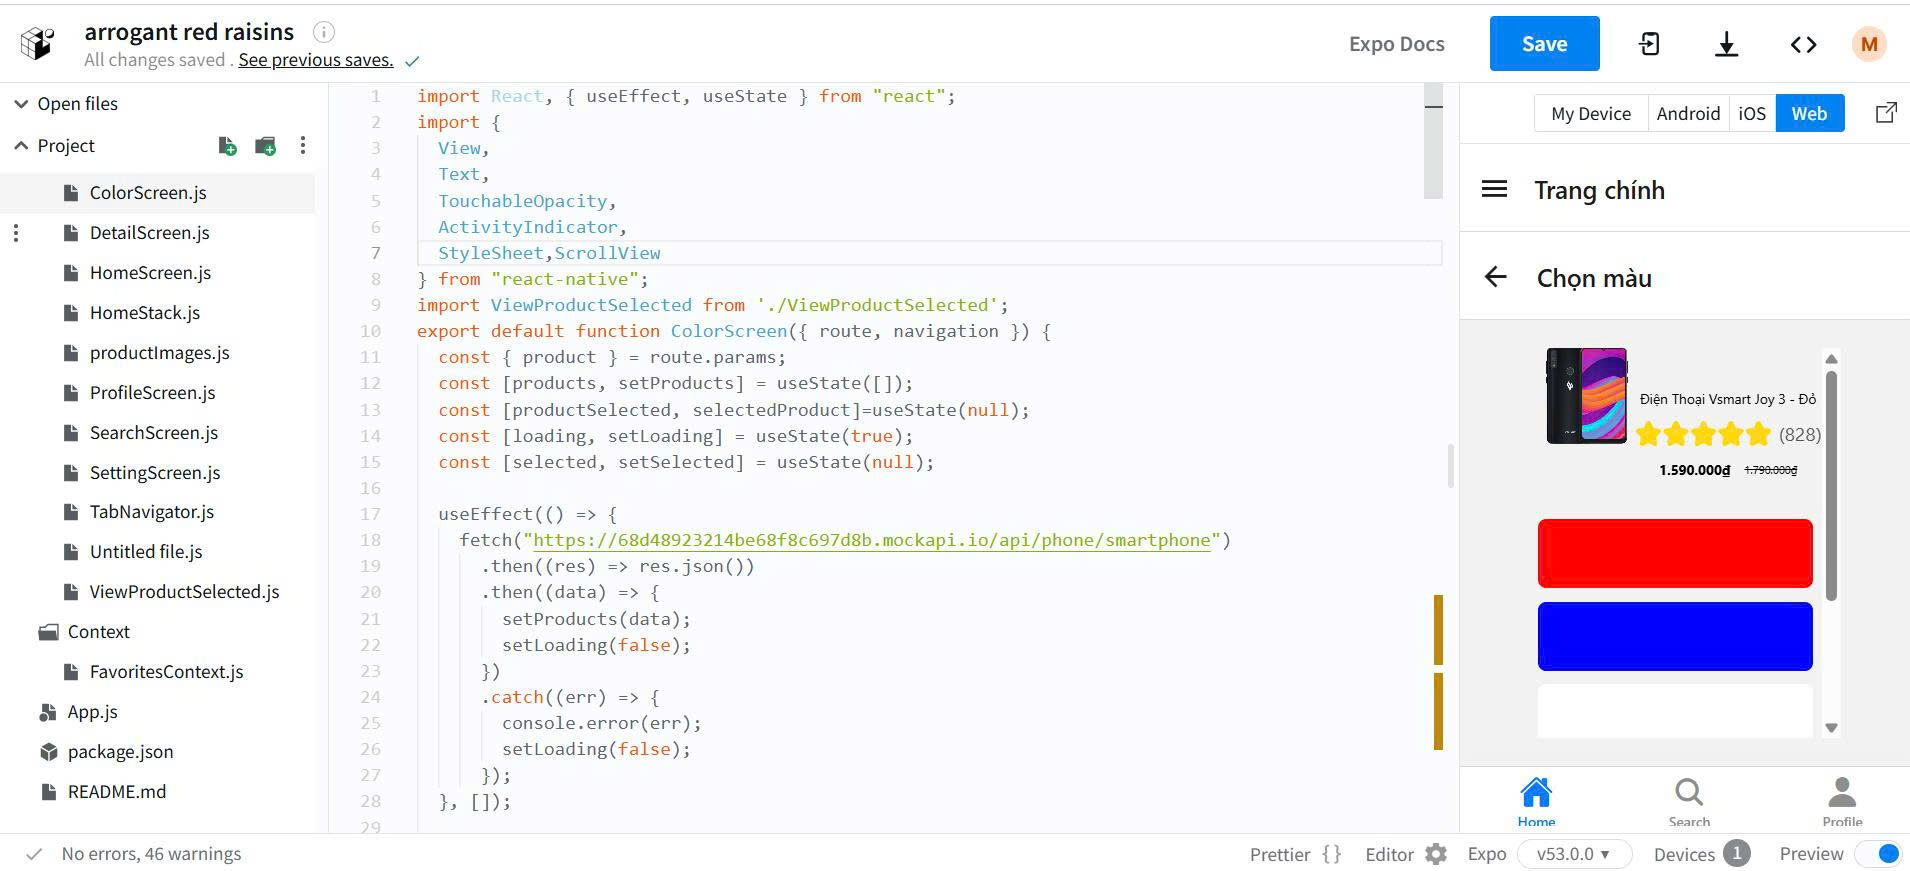 arrogant red raisins
All changes saved . See previous saves.
Expo Docs
Save
M
Open files
Project
ColorScreen.js
DetailScreen.js
HomeScreen.js
HomeStack.js
productImages.js
ProfileScreen.js
SearchScreen.js
SettingScreen.js
TabNavigator.js
Untitled file.js
ViewProductSelected.js
Context
FavoritesContext.js
App.js
package.json
README.md
1 import React, { useEffect, useState } from "react";
2 import {
3 View,
4 Text,
5 TouchableOpacity,
6 ActivityIndicator,
7 StyleSheet,ScrollView
8 } from "react-native";
9 import ViewProductSelected from './ViewProductSelected';
10 export default function ColorScreen({ route, navigation }) {
11 const { product } = route.params;
12 const [products, setProducts] = useState([]);
13 const [productSelected, selectedProduct]=useState(null);
14 const [loading, setLoading] = useState(true);
15 const [selected, setSelected] = useState(null);
16
17 useEffect(() => {
18 fetch("https://68d48923214be68f8c697d8b.mockapi.io/api/phone/smartphone")
19 .then((res) => res.json())
20 .then((data) => {
21 setProducts(data);
22 setLoading(false);
23 })
24 .catch((err) => {
25 console.error(err);
26 setLoading(false);
27 });
28 }, []);
29
My Device Android iOS Web
Trang chính
Chọn màu
Điện Thoại Vsmart Joy 3 - Đỏ
(828)
1.590.000₫ 1.790.000₫
Home Search Profile
No errors, 46 warnings
Prettier {} Editor Expo v53.0.0 ▾ Devices 1 Preview